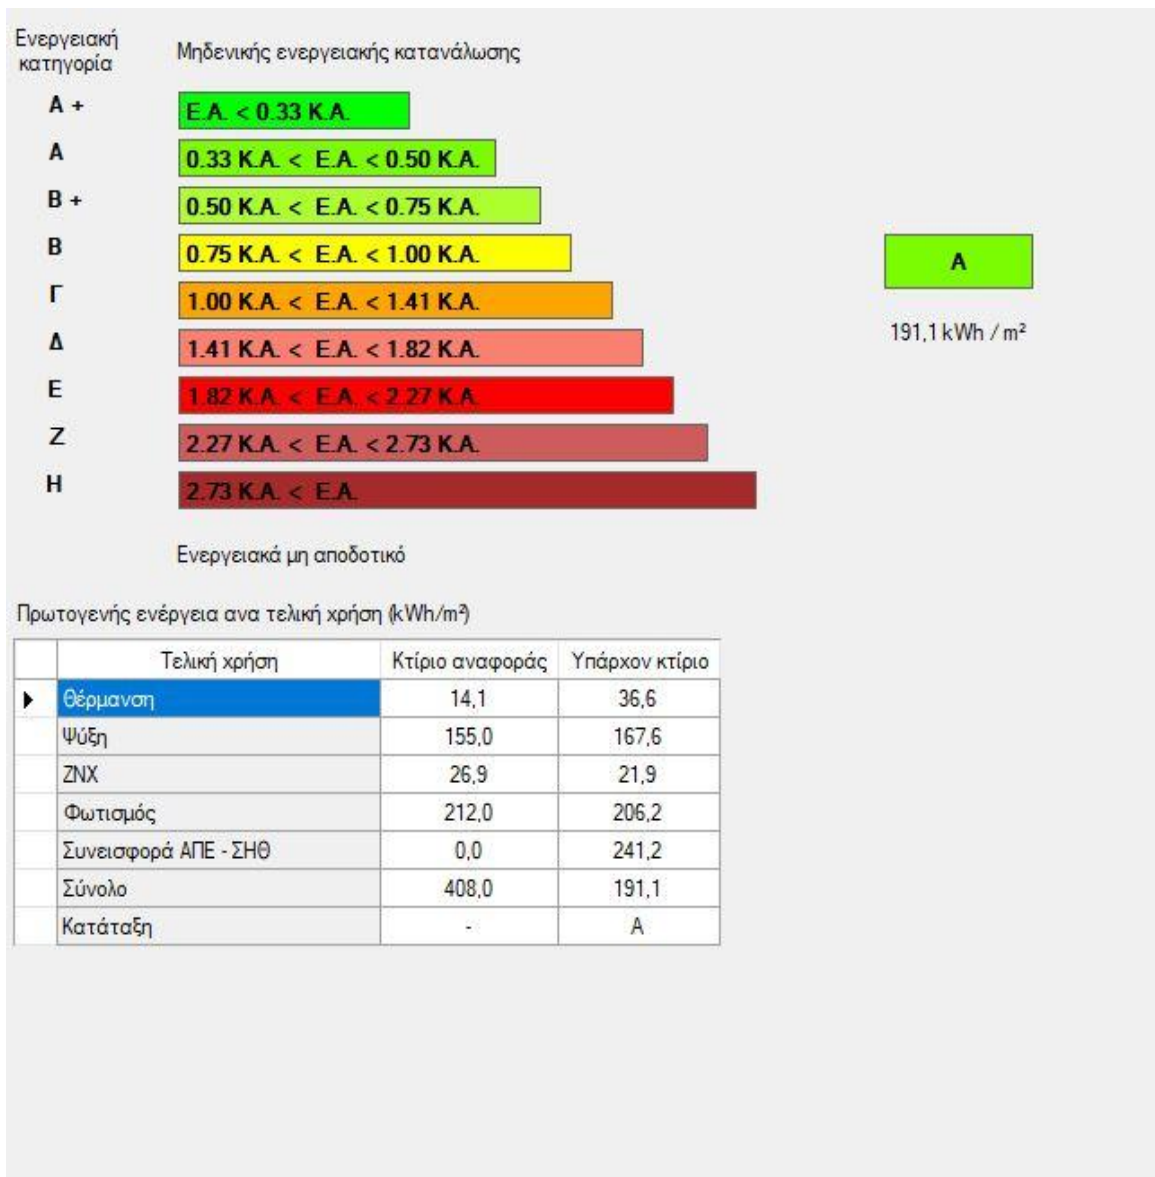 Ενεργειακή
κατηγορία
Μηδενικής ενεργειακής κατανάλωσης
A + E.A. < 0.33 K.A.
A 0.33 K.A. < E.A. < 0.50 K.A.
B + 0.50 K.A. < E.A. < 0.75 K.A.
B 0.75 K.A. < E.A. < 1.00 K.A.
Γ 1.00 K.A. < E.A. < 1.41 K.A.
Δ 1.41 K.A. < E.A. < 1.82 K.A.
E 1.82 K.A. < E.A. < 2.27 K.A.
Z 2.27 K.A. < E.A. < 2.73 K.A.
H 2.73 K.A. < E.A.
A
191,1 kWh / m²
Ενεργειακά μη αποδοτικό
Πρωτογενής ενέργεια ανα τελική χρήση (kWh/m²)
Τελική χρήση Κτίριο αναφοράς Υπάρχον κτίριο
Θέρμανση 14,1 36,6
Ψύξη 155,0 167,6
ZNX 26,9 21,9
Φωτισμός 212,0 206,2
Συνεισφορά ΑΠΕ - ΣΗΘ 0,0 241,2
Σύνολο 408,0 191,1
Κατάταξη - A